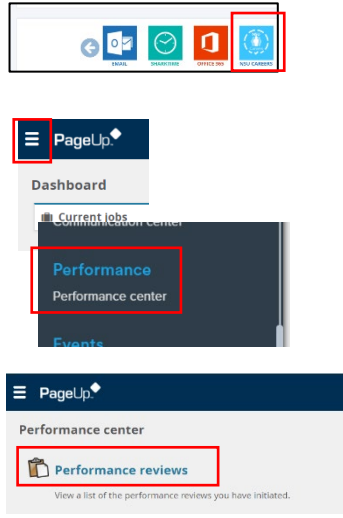 EMAIL SHARKTIME OFFICE 365 NSU CAREERS
PageUp.
Dashboard
Current jobs
Communication center
Performance
Performance center
Events
PageUp.
Performance center
Performance reviews
View a list of the performance reviews you have initiated.